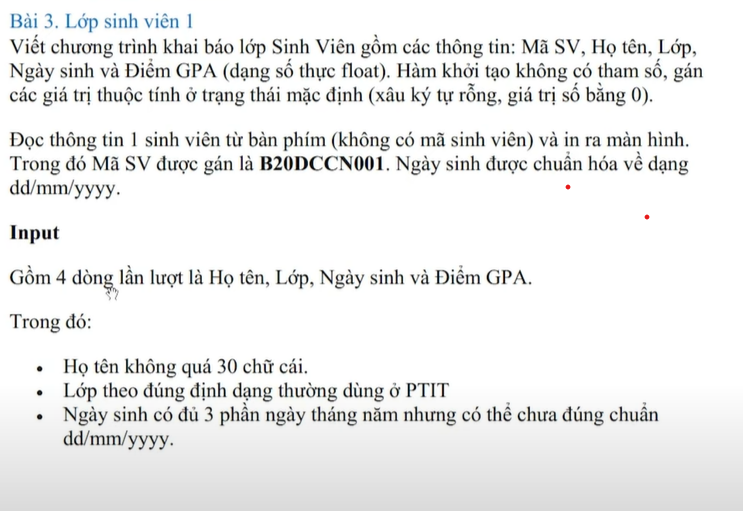 Bài 3. Lớp sinh viên 1
Viết chương trình khai báo lớp Sinh Viên gồm các thông tin: Mã SV, Họ tên, Lớp,
Ngày sinh và Điểm GPA (dạng số thực float). Hàm khởi tạo không có tham số, gán
các giá trị thuộc tính ở trạng thái mặc định (xâu ký tự rỗng, giá trị số bằng 0).
Đọc thông tin 1 sinh viên từ bàn phím (không có mã sinh viên) và in ra màn hình.
Trong đó Mã SV được gán là B20DCCN001. Ngày sinh được chuẩn hóa về dạng
dd/mm/yyyy.
Input
Gồm 4 dòng lần lượt là Họ tên, Lớp, Ngày sinh và Điểm GPA.
Trong đó:
• Họ tên không quá 30 chữ cái.
• Lớp theo đúng định dạng thường dùng ở PTIT
• Ngày sinh có đủ 3 phần ngày tháng năm nhưng có thể chưa đúng chuẩn
dd/mm/yyyy.